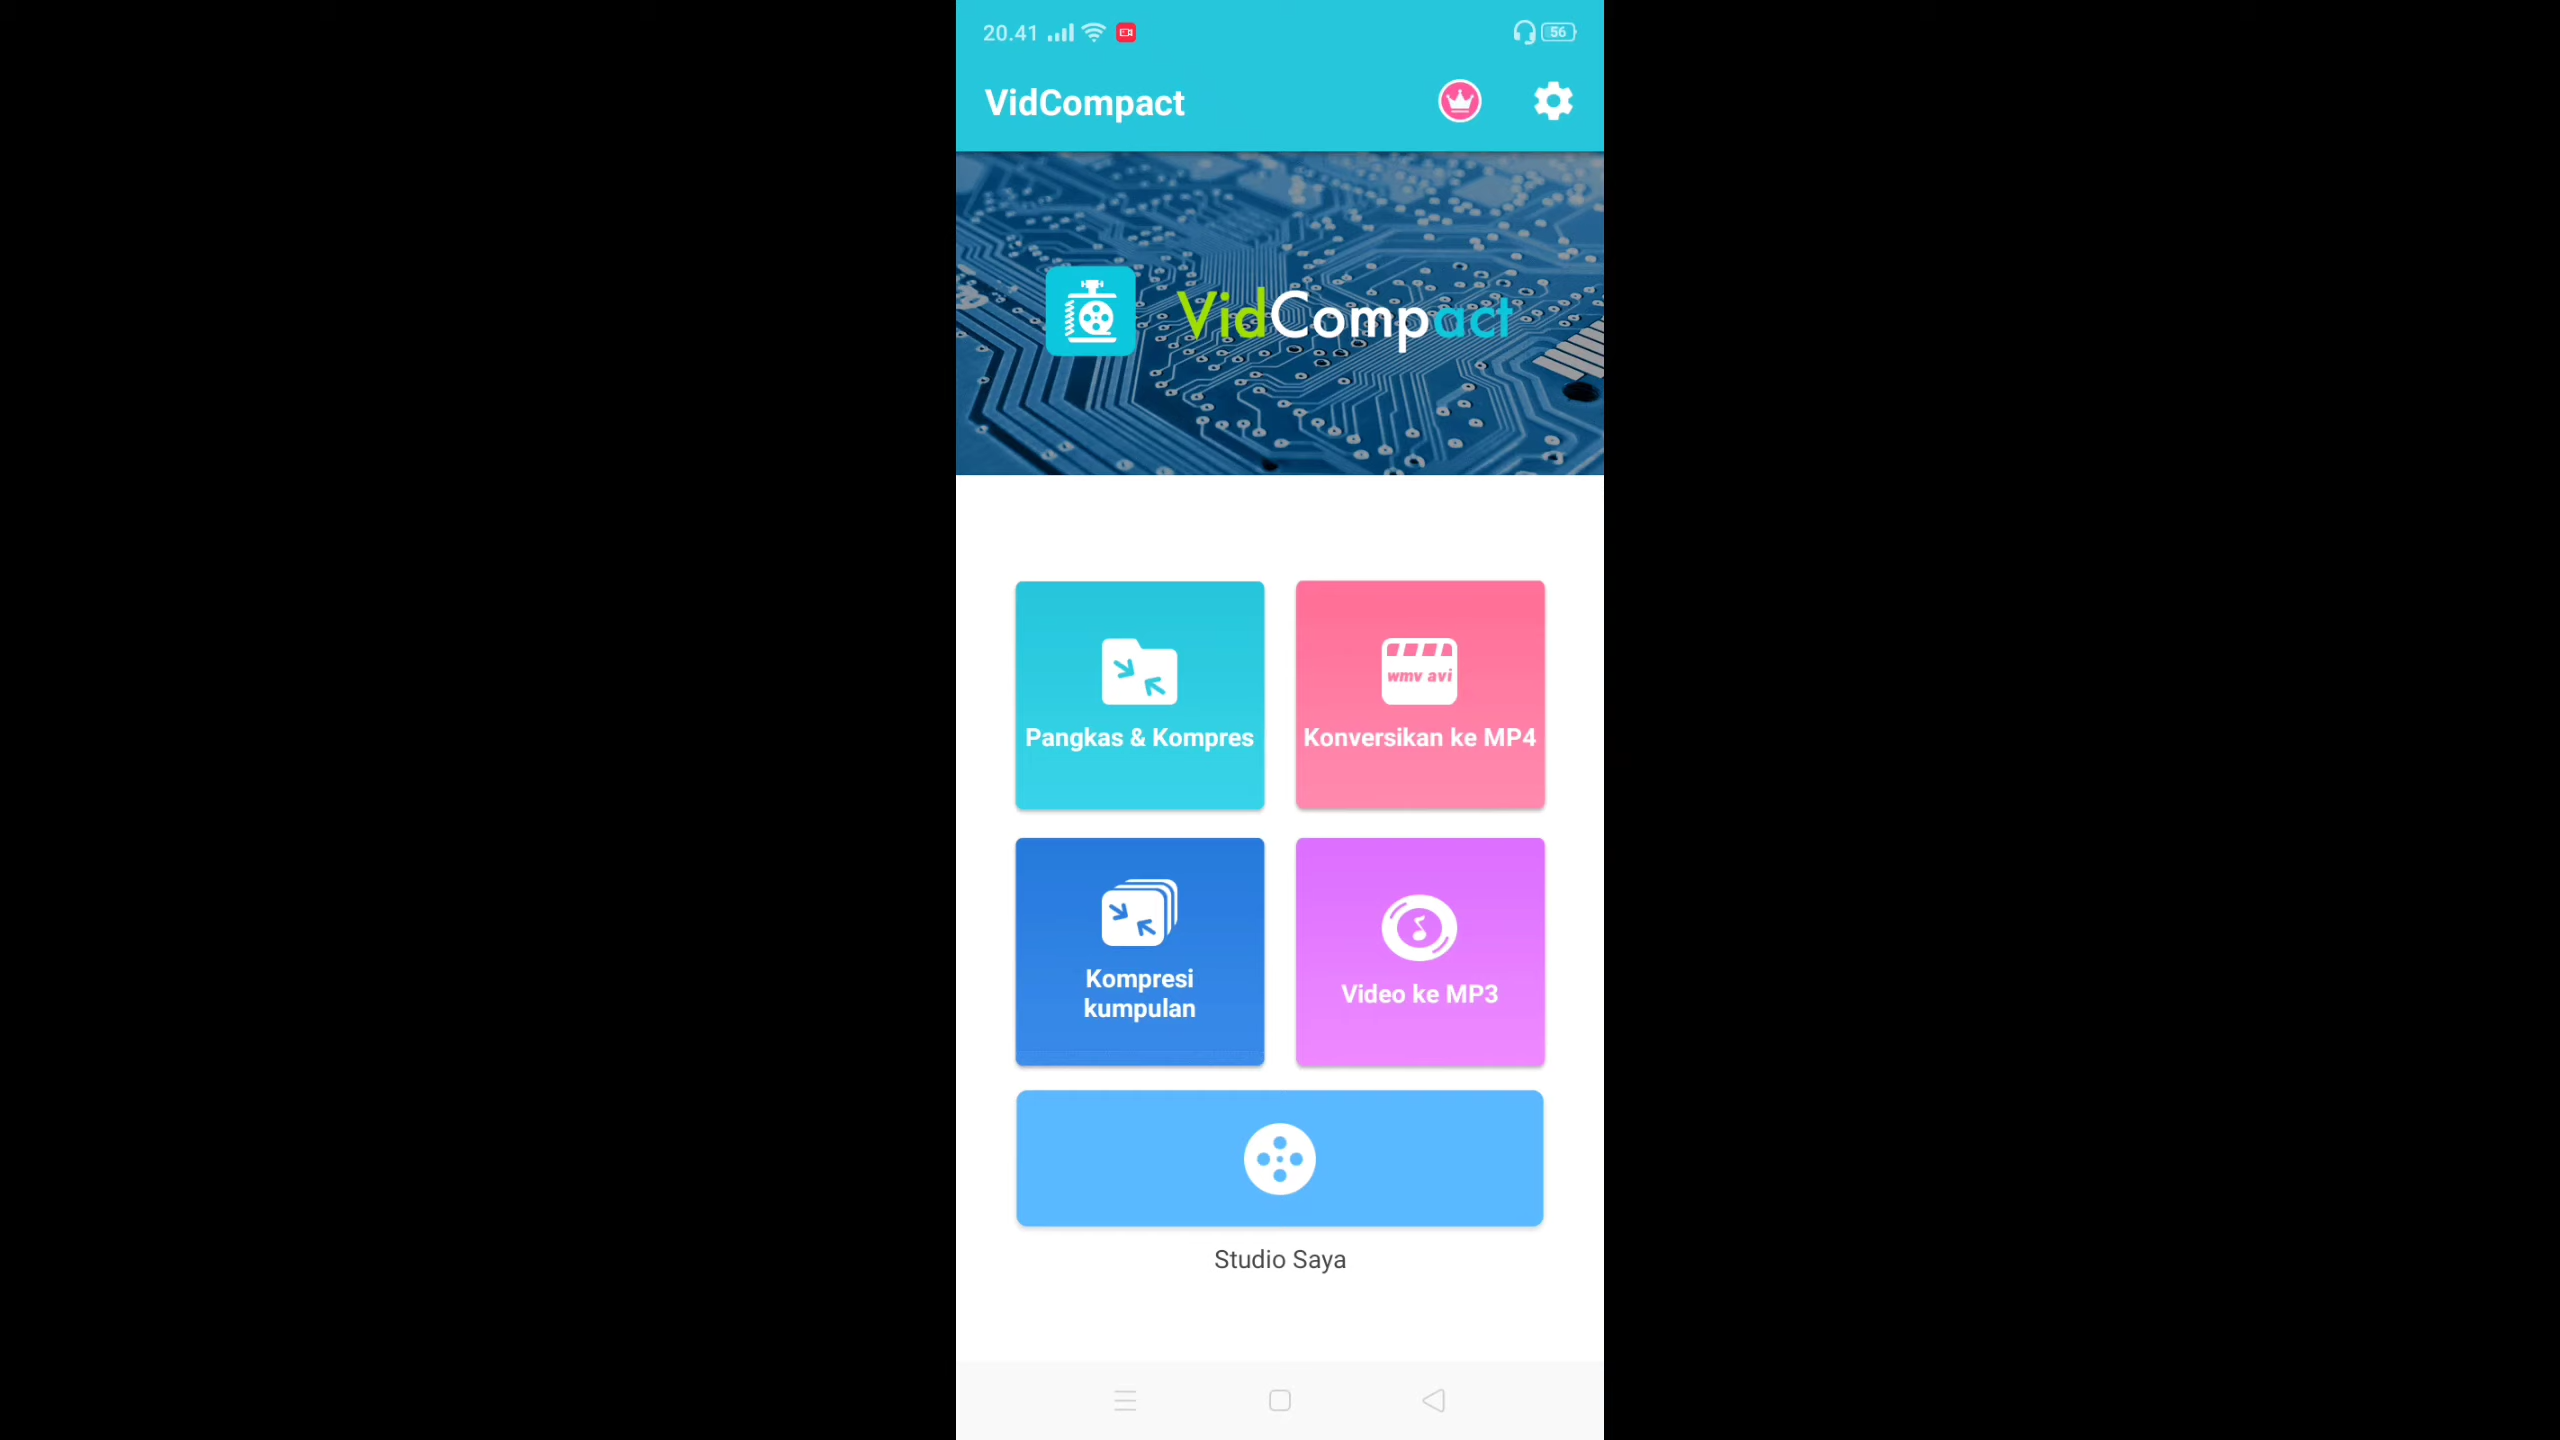 20.41
56
VidCompact
VidCompact
wmv avi
Pangkas & Kompres
Konversikan ke MP4
Kompresi
kumpulan
Video ke MP3
Studio Saya